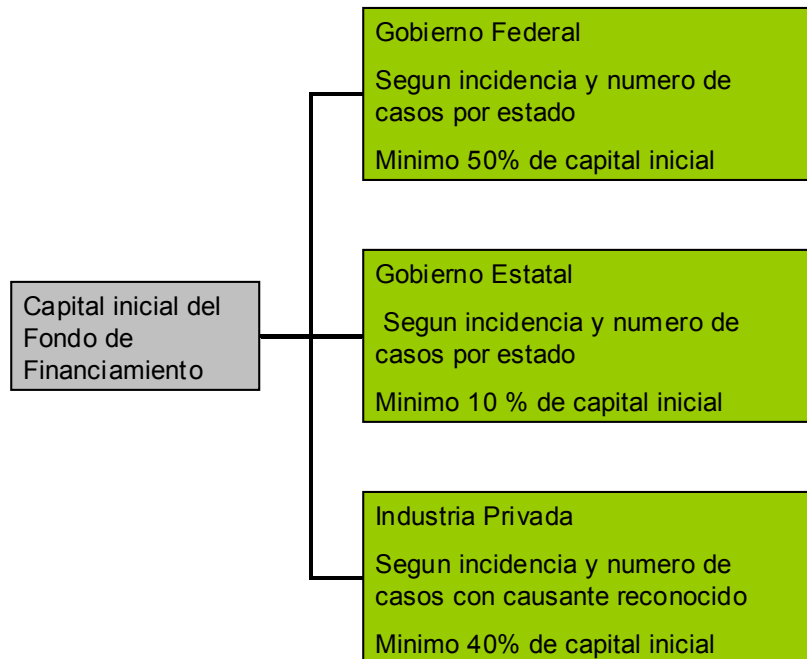 Gobierno Federal
Segun incidencia y numero de
casos por estado
Minimo 50% de capital inicial
Capital inicial del
Fondo de
Financiamiento
Gobierno Estatal
Segun incidencia y numero de
casos por estado
Minimo 10 % de capital inicial
Industria Privada
Segun incidencia y numero de
casos con causante reconocido
Minimo 40% de capital inicial